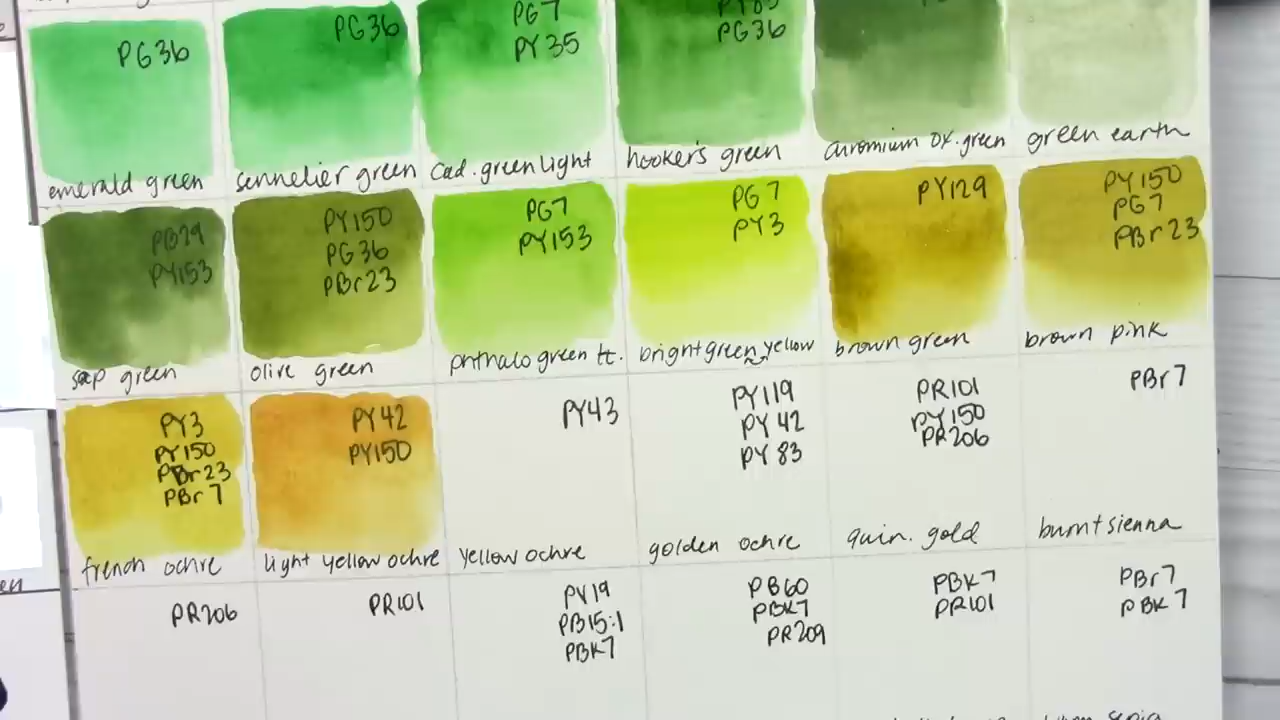 PG36
emerald green
PG36
sennelier green
PG7
PY35
cad. green light
PY83
PG36
hooker's green
chromium ox. green
green earth
PB29
PY153
sap green
PY150
PG36
PBr23
olive green
PG7
PY153
phthalo green lt.
PG7
PY3
bright green yellow
PY129
brown green
PY150
PG7
PBr23
brown pink
PY3
PY150
PBr23
PBr7
french ochre
PY42
PY150
light yellow ochre
PY43
yellow ochre
PY119
PY42
PY83
golden ochre
PR101
PY150
PR206
quin. gold
PBr7
burnt sienna
PR206
PR101
PV19
PB15:1
PBK7
PB60
PBK7
PR209
PBK7
PR101
PBr7
PBK7
sepia